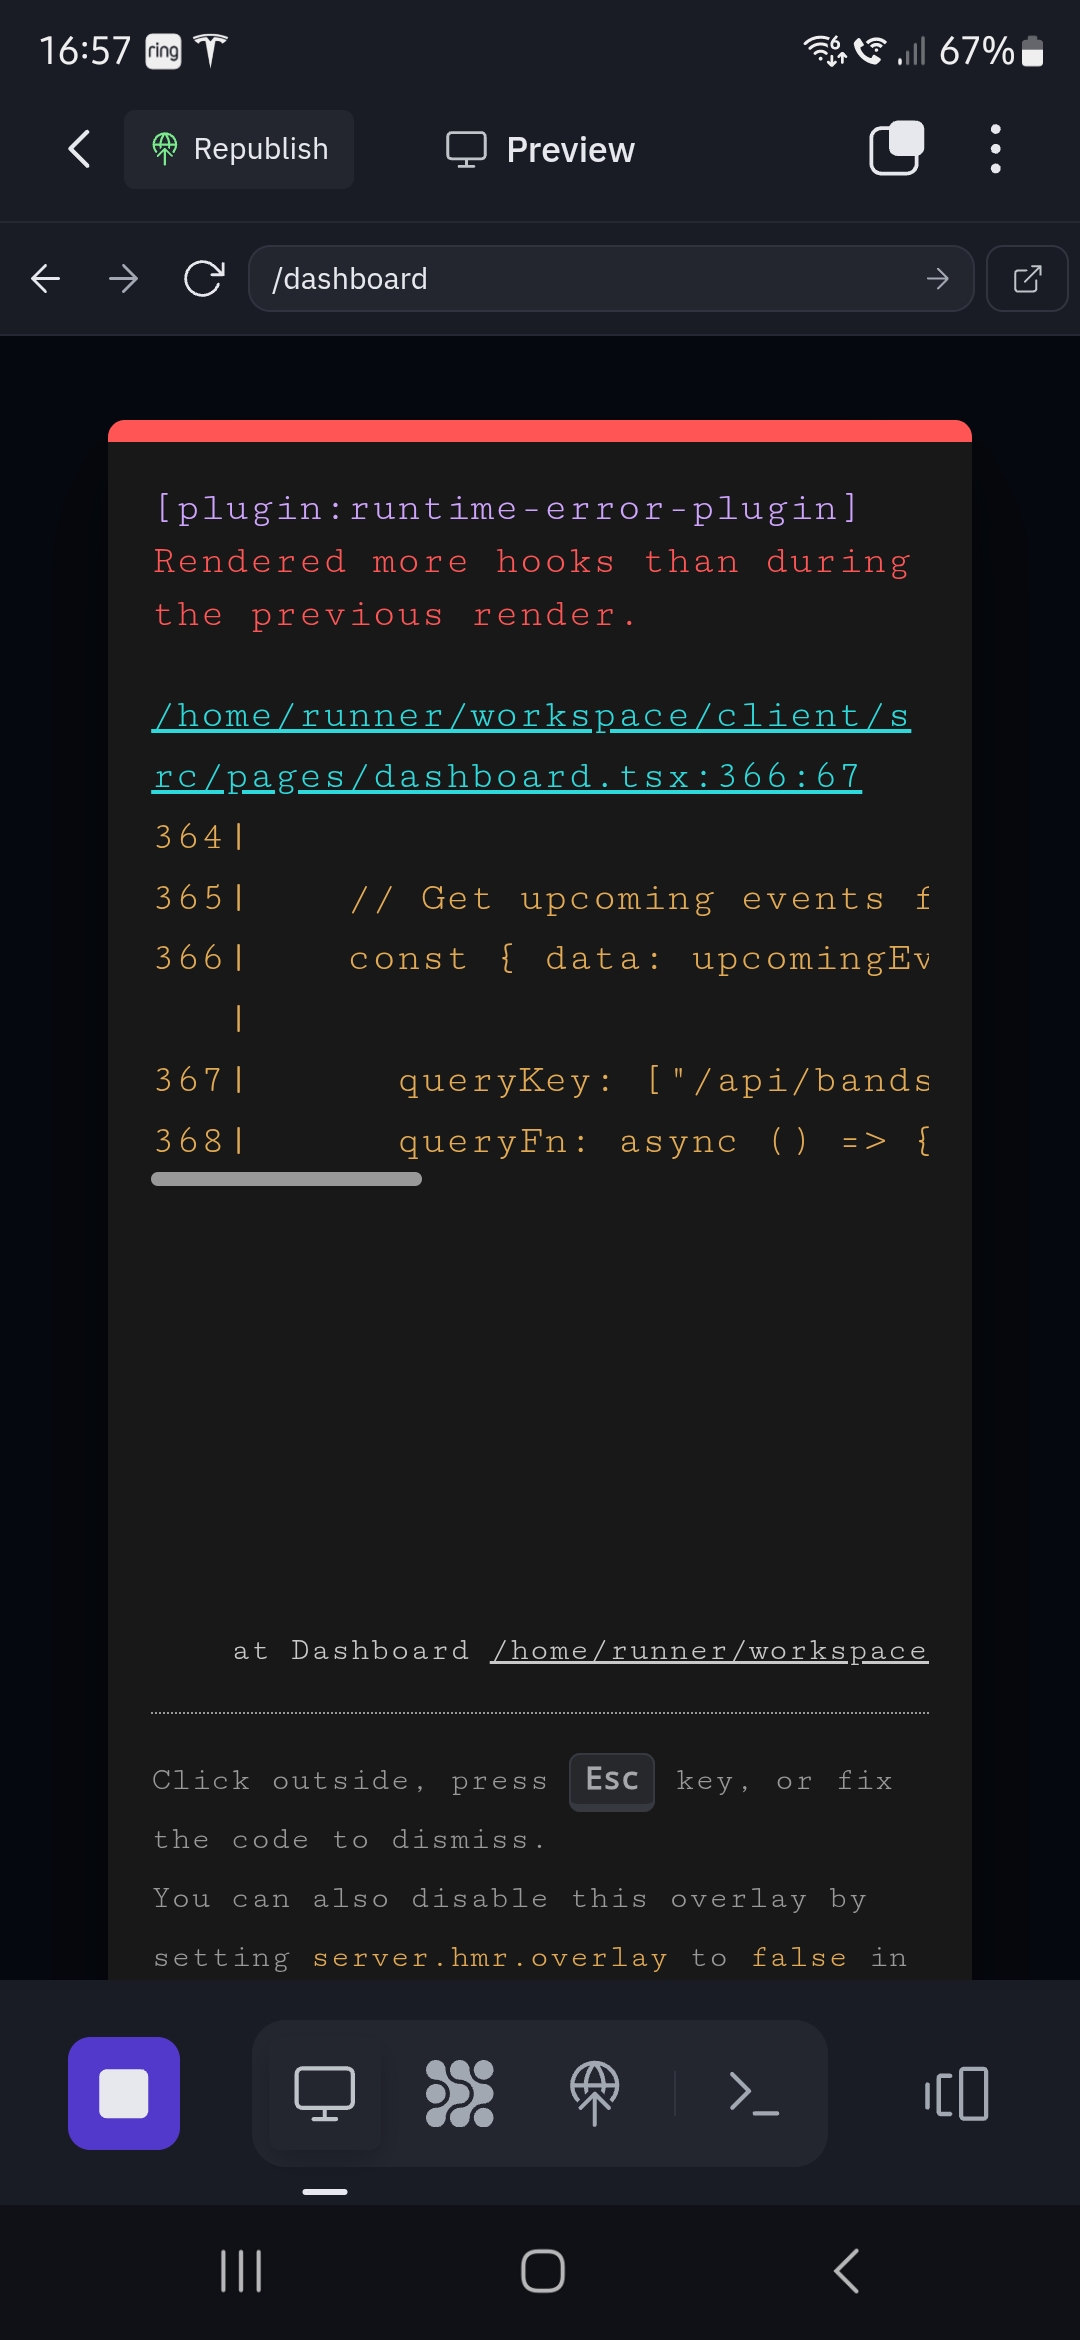 16:57 ring 67%
Republish Preview
/dashboard
[plugin:runtime-error-plugin]
Rendered more hooks than during
the previous render.
/home/runner/workspace/client/s
rc/pages/dashboard.tsx:366:67
364|
365| // Get upcoming events f
366| const { data: upcomingEv
|
367| queryKey: ["/api/bands
368| queryFn: async () => {
at Dashboard /home/runner/workspace
Click outside, press Esc key, or fix
the code to dismiss.
You can also disable this overlay by
setting server.hmr.overlay to false in